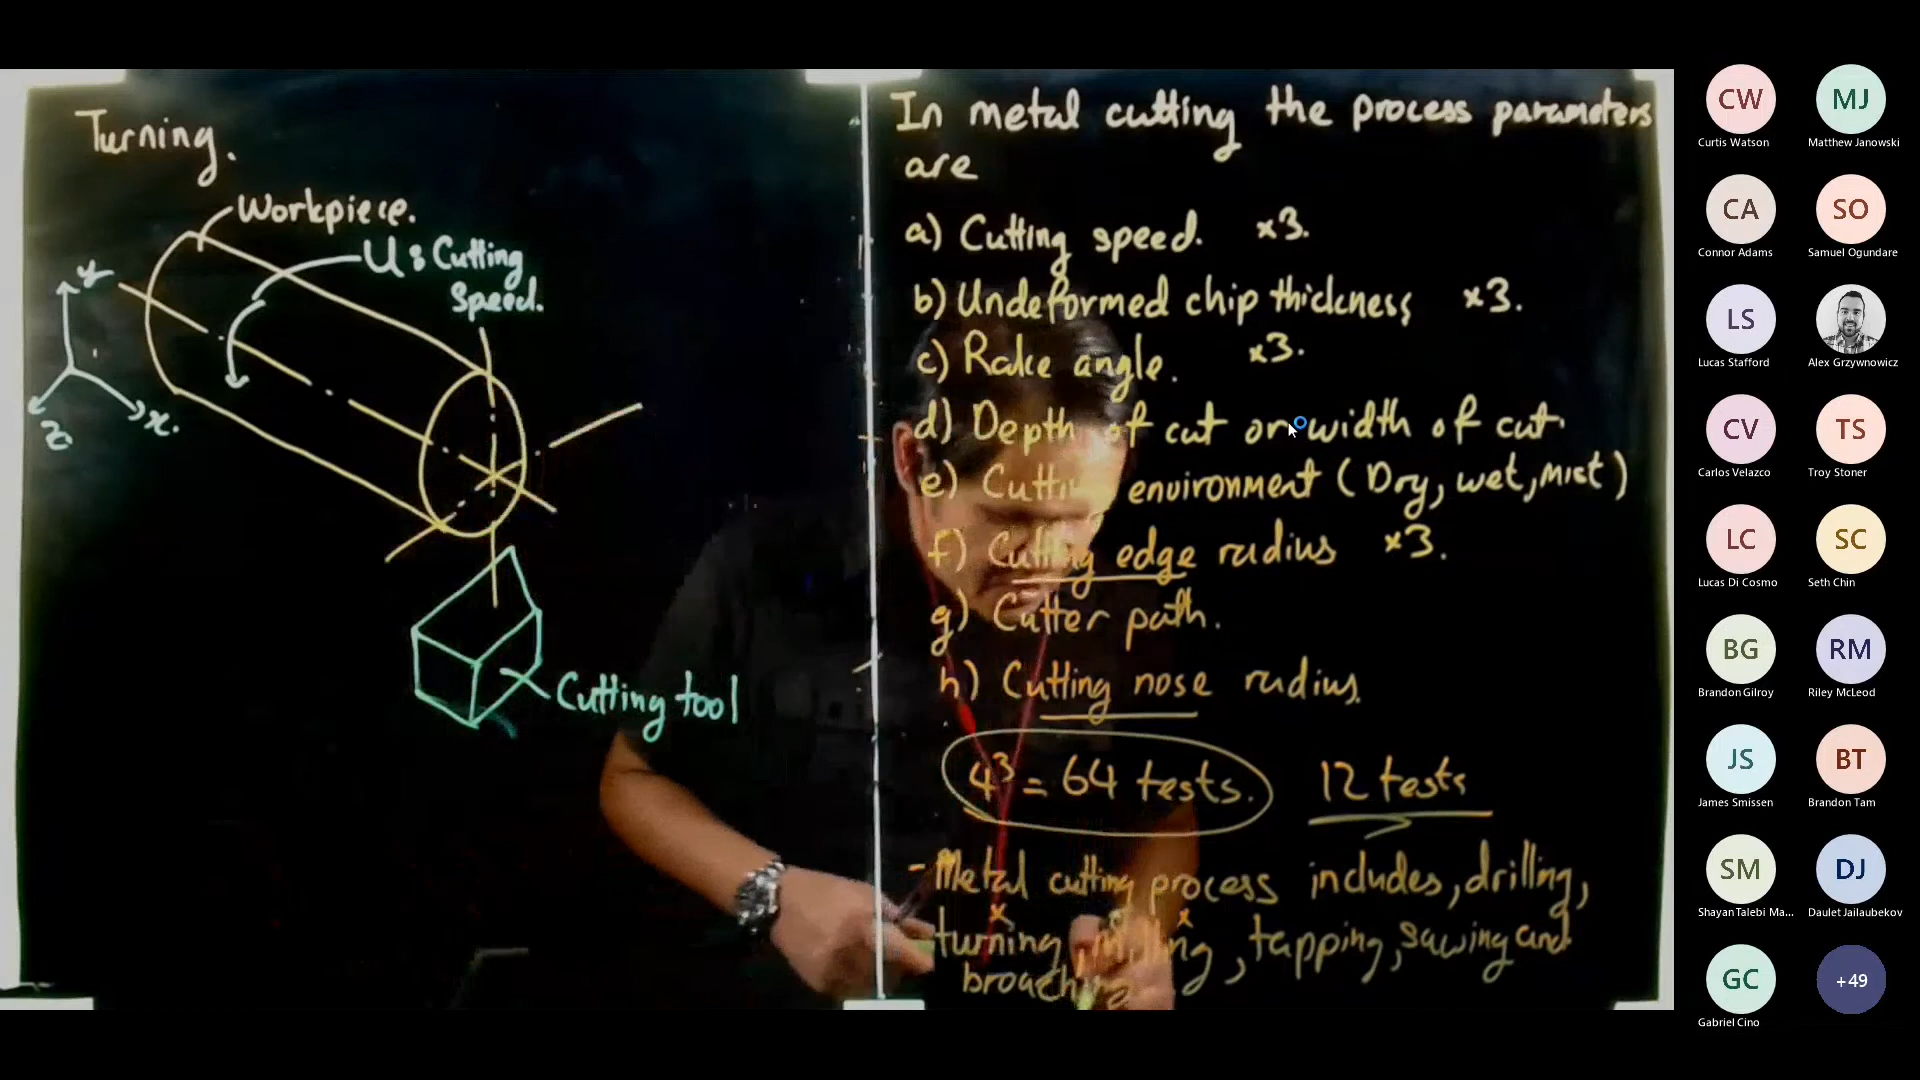 Turning.
Workpiece.
U: Cutting
Speed.
y
x.
z
Cutting tool
In metal cutting the process parameters
are
a) Cutting speed. x3.
b) Undeformed chip thickness x3.
c) Rake angle. x3.
d) Depth of cut or width of cut.
e) Cutting environment (Dry, wet, mist)
f) Cutting edge radius x3.
g) Cutter path.
h) Cutting nose radius.
4³ = 64 tests. 12 tests
- Metal cutting process includes, drilling,
x x
turning, milling, tapping, sawing and
broaching
CW MJ
Curtis Watson Matthew Janowski
CA SO
Connor Adams Samuel Ogundare
LS
Lucas Stafford Alex Grzywnowicz
CV TS
Carlos Velazco Troy Stoner
LC SC
Lucas Di Cosmo Seth Chin
BG RM
Brandon Gilroy Riley McLeod
JS BT
James Smissen Brandon Tam
SM DJ
Shayan Talebi Ma... Daulet Jailaubekov
GC +49
Gabriel Cino